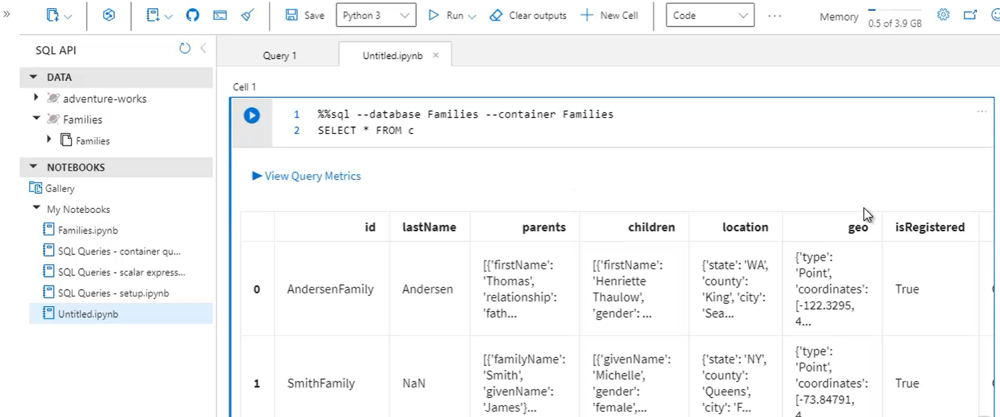 »
Save
Python 3
Run
Clear outputs
New Cell
Code
...
Memory
0.5 of 3.9 GB
SQL API
DATA
adventure-works
Families
Families
NOTEBOOKS
Gallery
My Notebooks
Families.ipynb
SQL Queries - container qu...
SQL Queries - scalar express...
SQL Queries - setup.ipynb
Untitled.ipynb
Query 1
Untitled.ipynb ×
Cell 1
1 %%sql --database Families --container Families
2 SELECT * FROM c
...
View Query Metrics
id lastName parents children location geo isRegistered
0
AndersenFamily
Andersen
[{'firstName':
'Thomas',
'relationship':
'fath...
[{'firstName':
'Henriette
Thaulow',
'gender': ...
{'state': 'WA',
'county':
'King', 'city':
'Sea...
{'type':
'Point',
'coordinates':
[-122.3295,
4...
True
1
SmithFamily
NaN
[{'familyName':
'Smith',
'givenName':
'James'}...
[{'givenName':
'Michelle',
'gender':
'female',...
{'state': 'NY',
'county':
'Queens',
'city': 'F...
{'type':
'Point',
'coordinates':
[-73.84791,
True